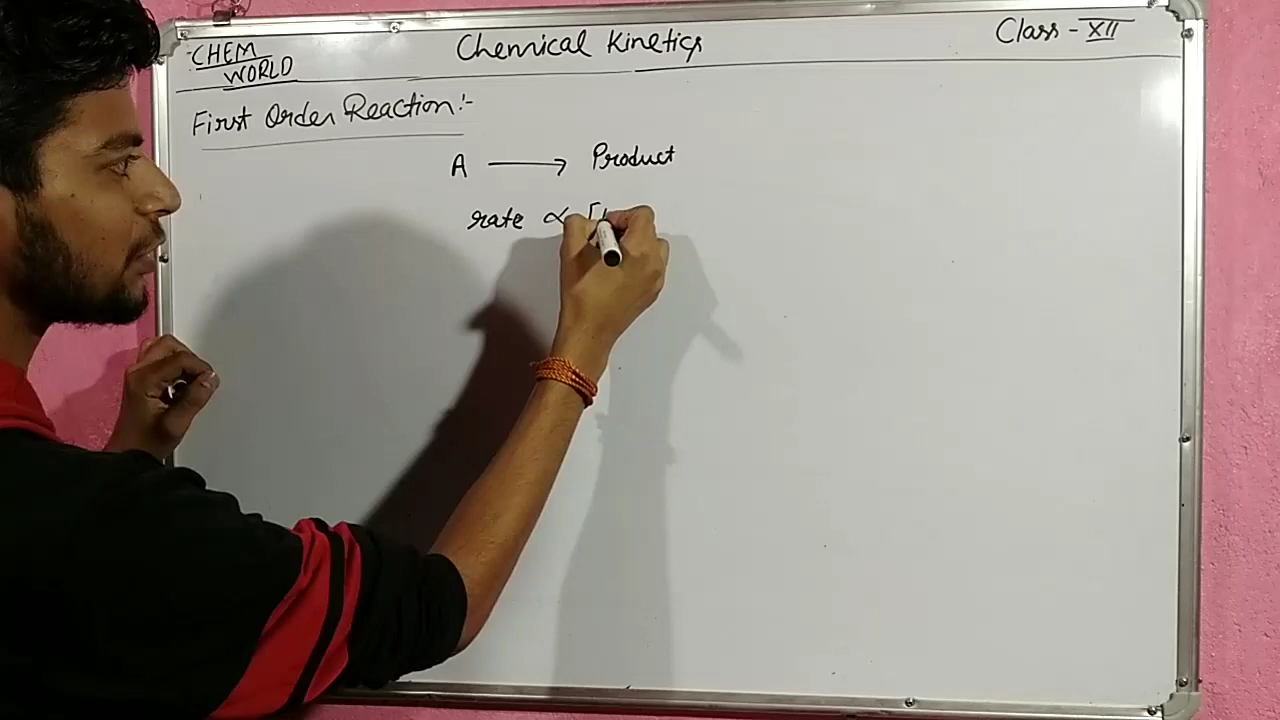 CHEM WORLD
Chemical Kinetics
Class - XII
First Order Reaction:-
A ⟶ Product
rate ∝ [